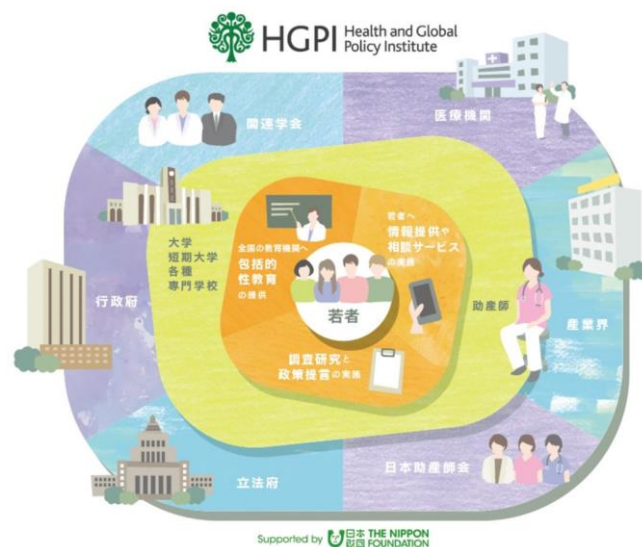 HGPI Health and Global
Policy Institute
関連学会
医療機関
大学
短期大学
各種
専門学校
全国の教育機関へ
包括的
性教育
の提供
若者へ
情報提供や
相談サービス
の実施
若者
調査研究と
政策提言の実施
助産師
行政府
産業界
立法府
日本助産師会
Supported by 日本財団 THE NIPPON
FOUNDATION